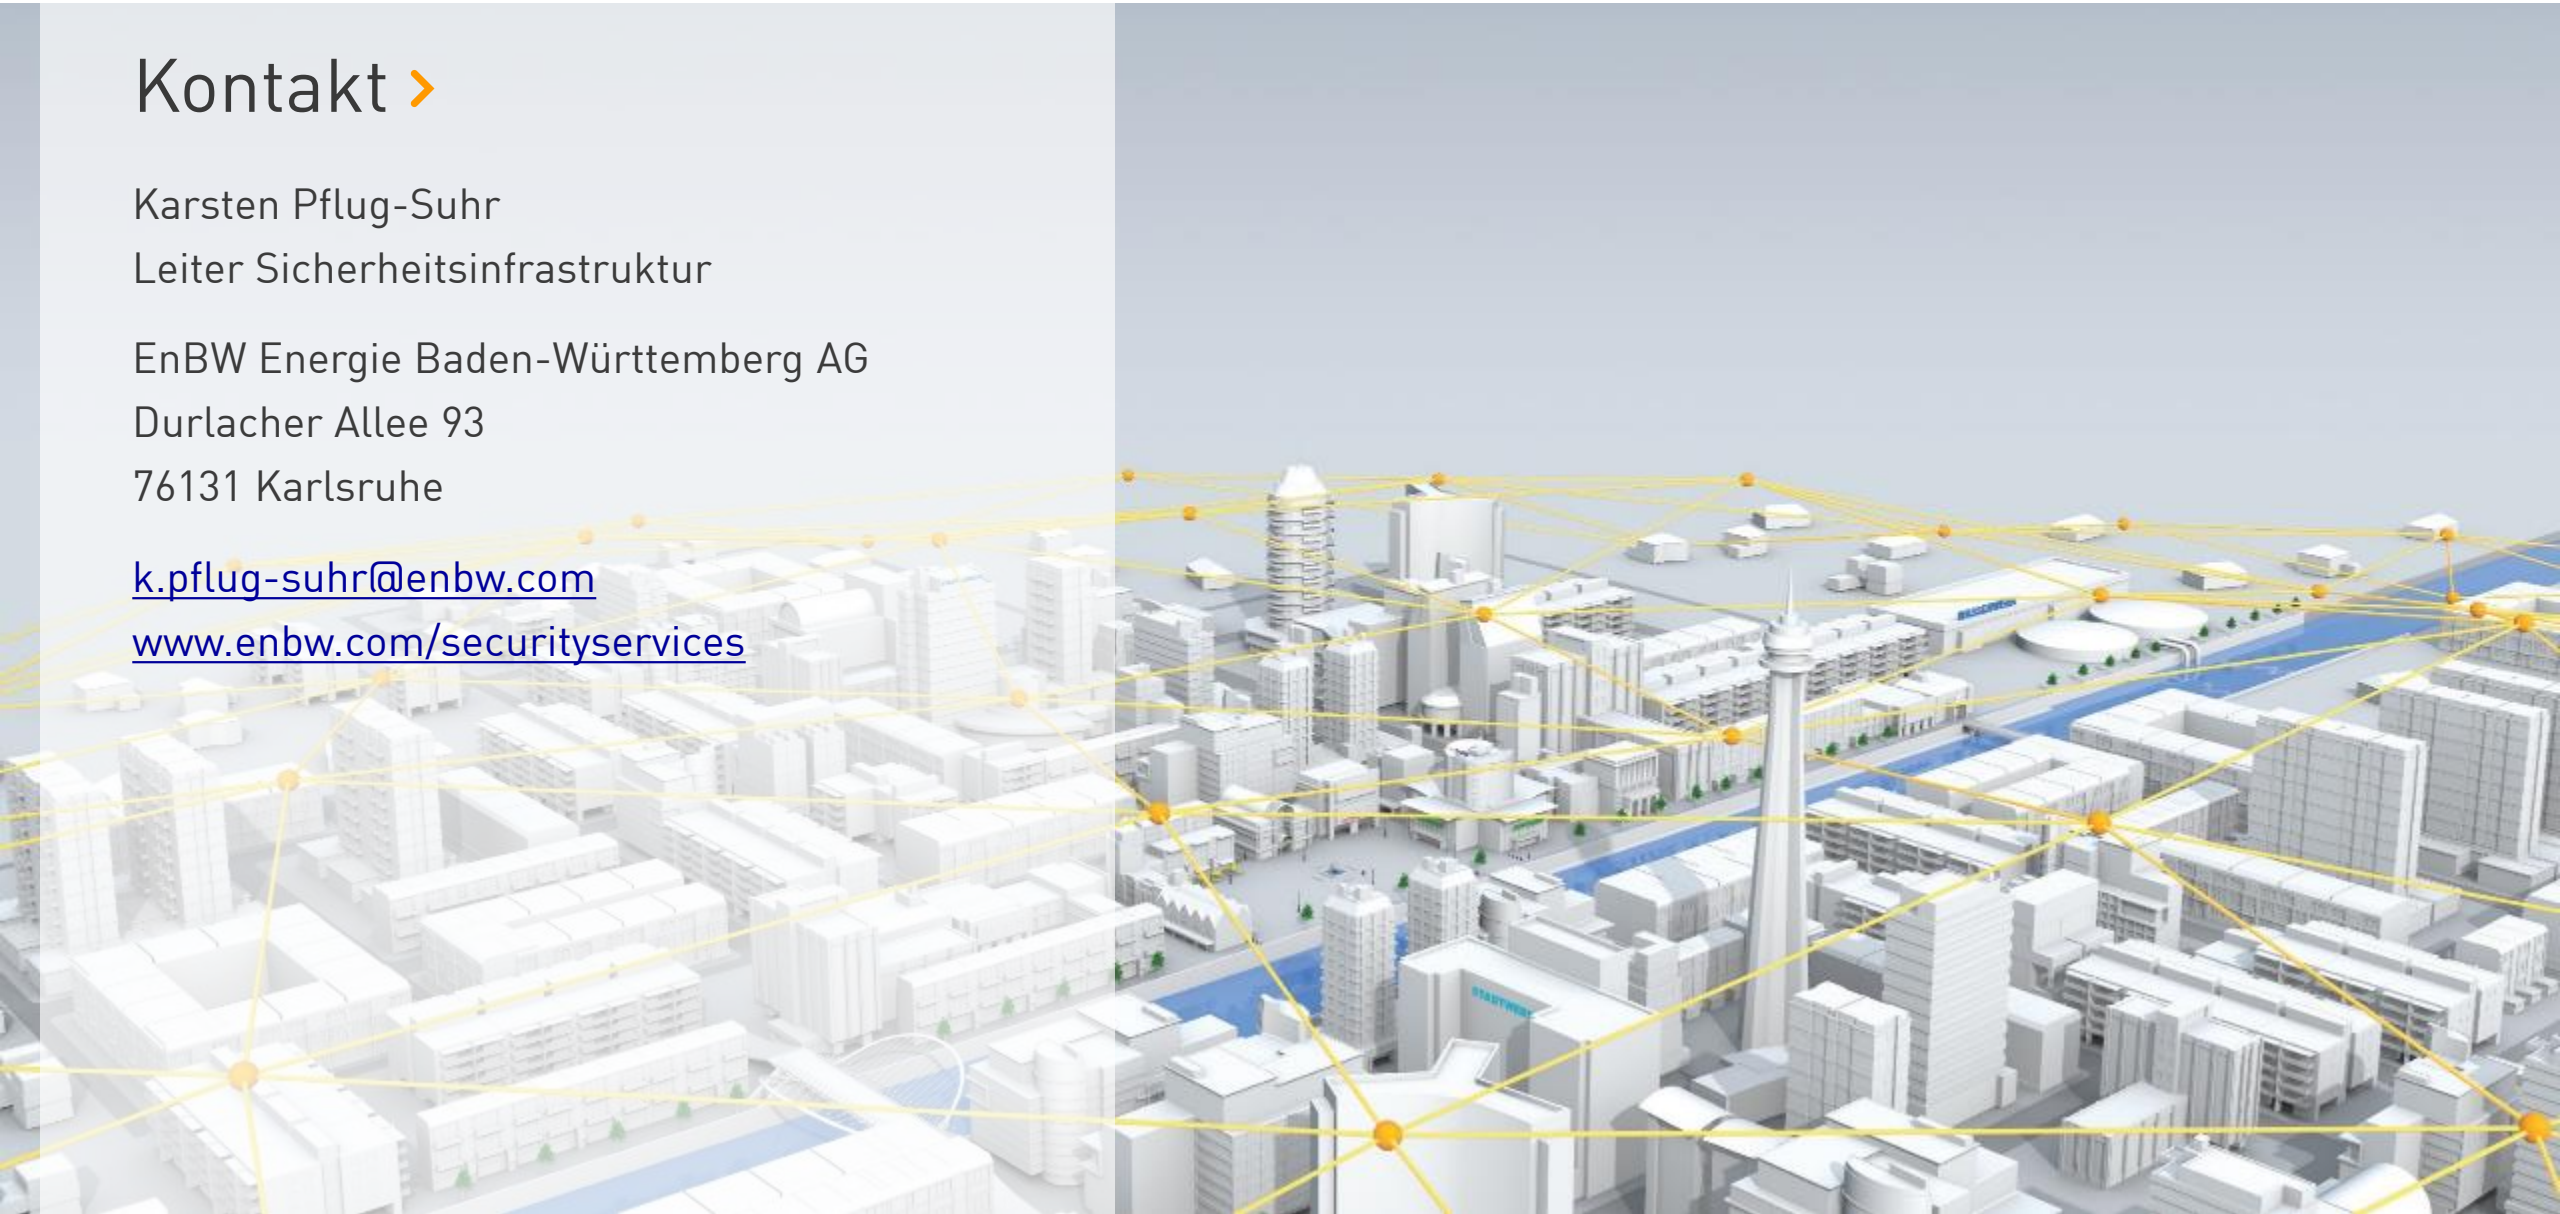 Kontakt >
Karsten Pflug-Suhr
Leiter Sicherheitsinfrastruktur
EnBW Energie Baden-Württemberg AG
Durlacher Allee 93
76131 Karlsruhe
k.pflug-suhr@enbw.com
www.enbw.com/securityservices